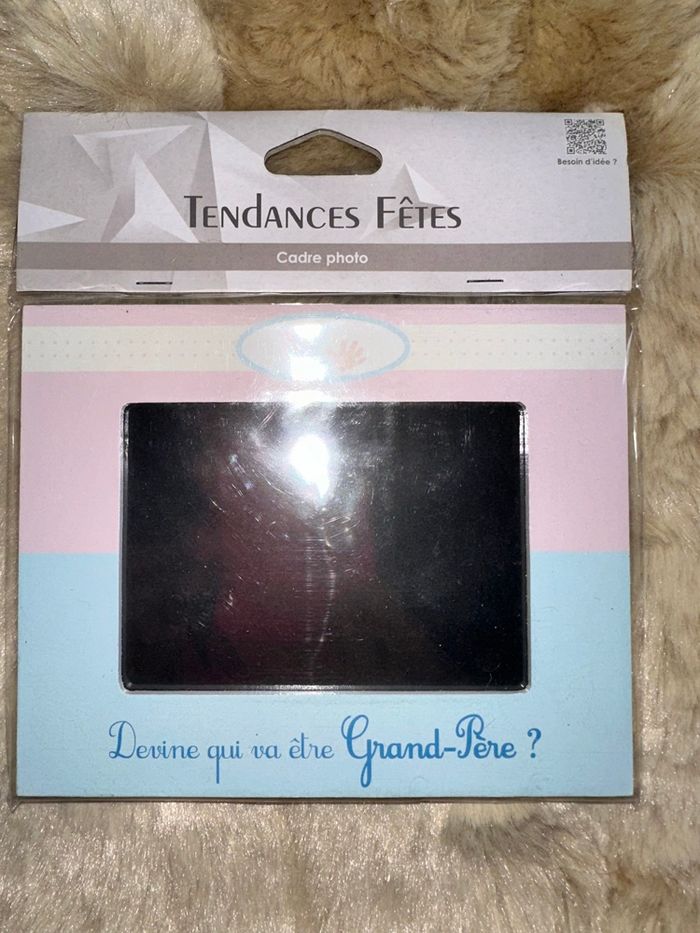 Besoin d'idée ?
TENDANCES FÊTES
Cadre photo
Devine qui va être Grand-Père ?